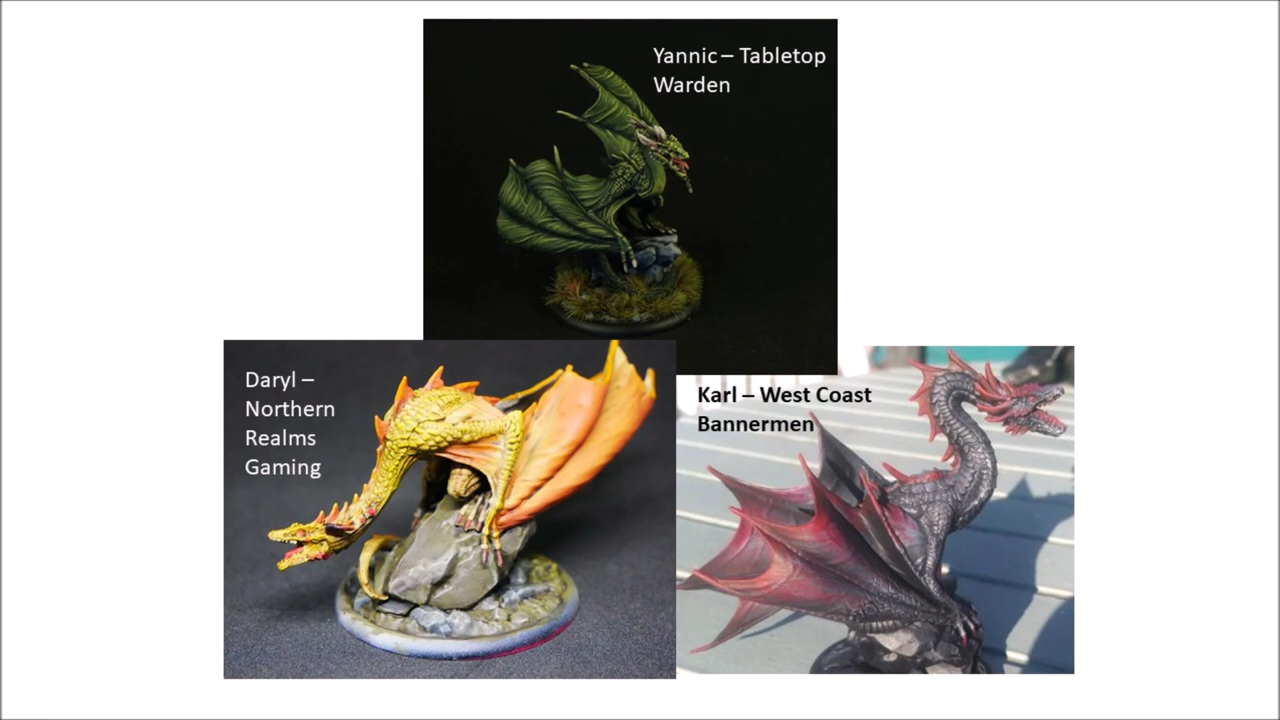 Yannic – Tabletop
Warden
Daryl –
Northern
Realms
Gaming
Karl – West Coast
Bannermen